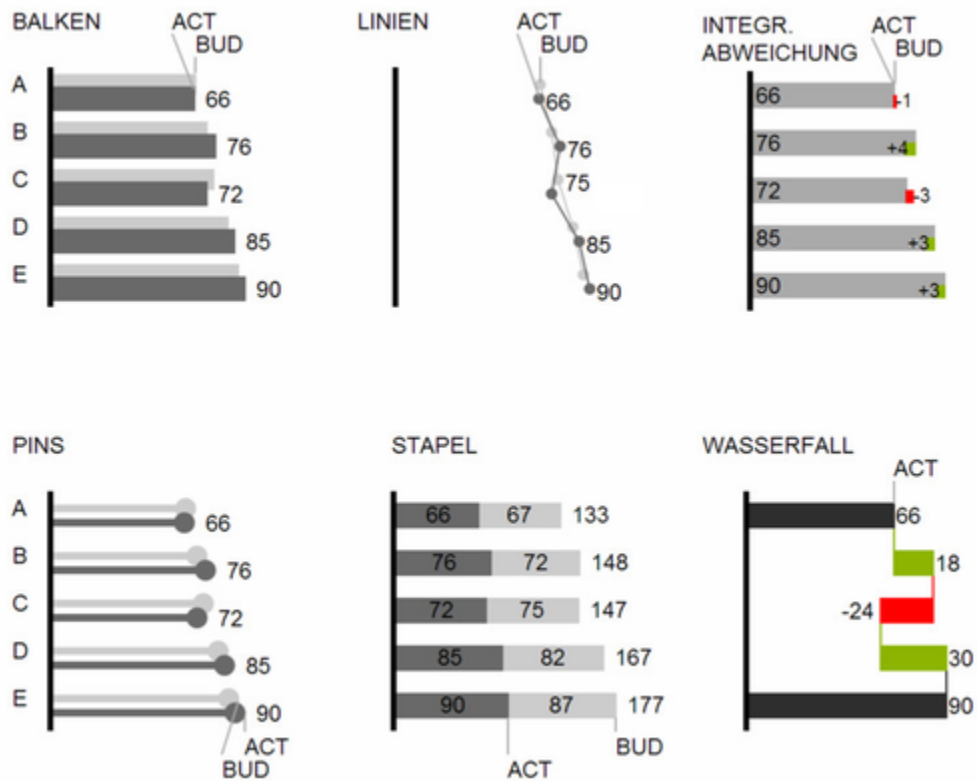 BALKEN
ACT
BUD
A
66
B
76
C
72
D
85
E
90
LINIEN
ACT
BUD
66
76
75
85
90
INTEGR.
ABWEICHUNG
ACT
BUD
66
-1
76
+4
72
-3
85
+3
90
+3
PINS
A
66
B
76
C
72
D
85
E
90
ACT
BUD
STAPEL
66 67 133
76 72 148
72 75 147
85 82 167
90 87 177
BUD
ACT
WASSERFALL
ACT
66
18
-24
30
90